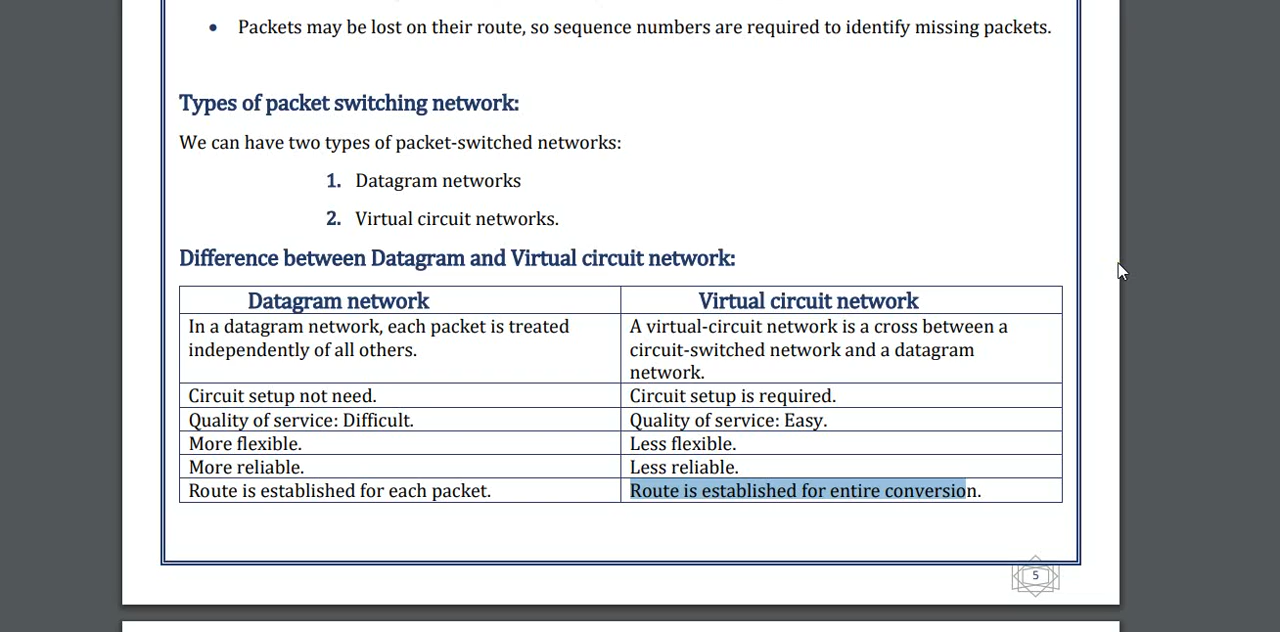 • Packets may be lost on their route, so sequence numbers are required to identify missing packets.
Types of packet switching network:
We can have two types of packet-switched networks:
1. Datagram networks
2. Virtual circuit networks.
Difference between Datagram and Virtual circuit network:
Datagram network
Virtual circuit network
In a datagram network, each packet is treated
independently of all others.
A virtual-circuit network is a cross between a
circuit-switched network and a datagram
network.
Circuit setup not need.
Circuit setup is required.
Quality of service: Difficult.
Quality of service: Easy.
More flexible.
Less flexible.
More reliable.
Less reliable.
Route is established for each packet.
Route is established for entire conversion.
5